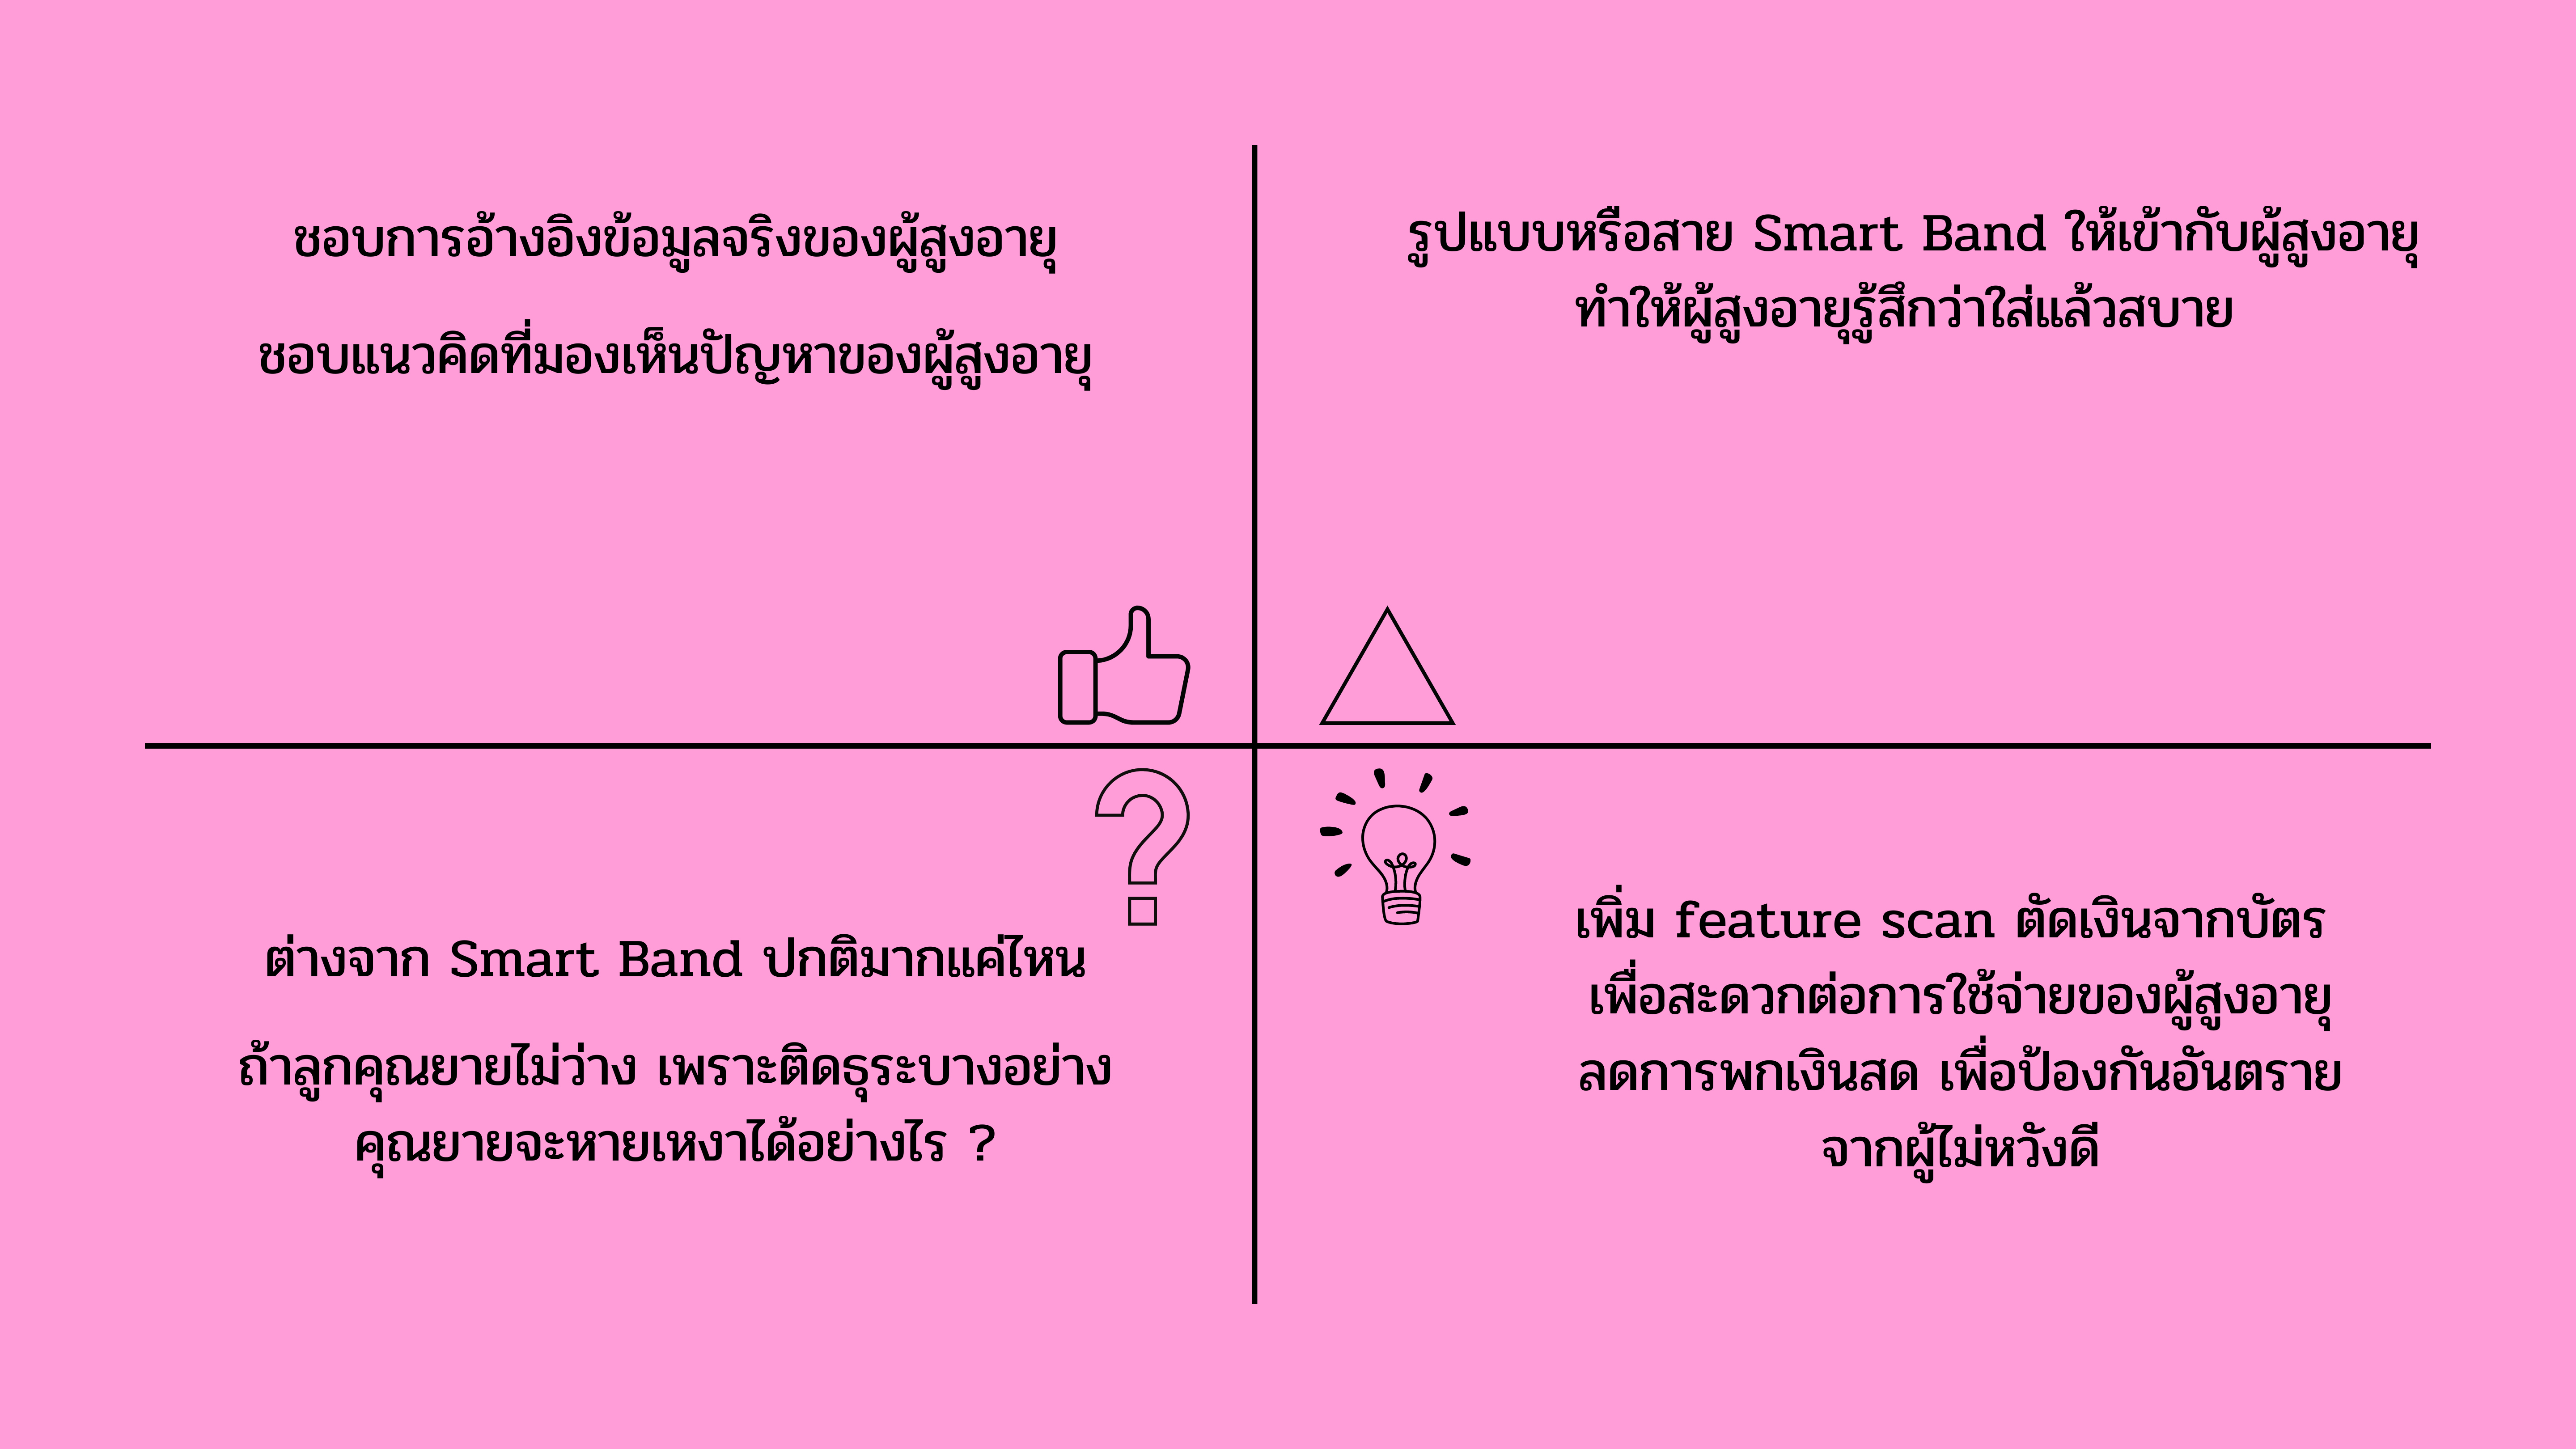 ชอบการอ้างอิงข้อมูลจริงของผู้สูงอายุ
ชอบแนวคิดที่มองเห็นปัญหาของผู้สูงอายุ
รูปแบบหรือสาย Smart Band ให้เข้ากับผู้สูงอายุ
ทำให้ผู้สูงอายุรู้สึกว่าใส่แล้วสบาย
ต่างจาก Smart Band ปกติมากแค่ไหน
ถ้าลูกคุณยายไม่ว่าง เพราะติดธุระบางอย่าง
คุณยายจะหายเหงาได้อย่างไร ?
เพิ่ม feature scan ตัดเงินจากบัตร
เพื่อสะดวกต่อการใช้จ่ายของผู้สูงอายุ
ลดการพกเงินสด เพื่อป้องกันอันตราย
จากผู้ไม่หวังดี